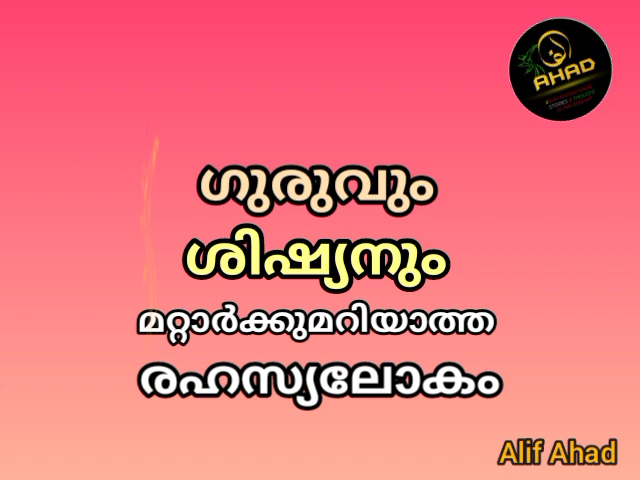 AHAD
ഗുരുവും
ശിഷ്യനും
മറ്റാർക്കുമറിയാത്ത
രഹസ്യലോകം
Alif Ahad